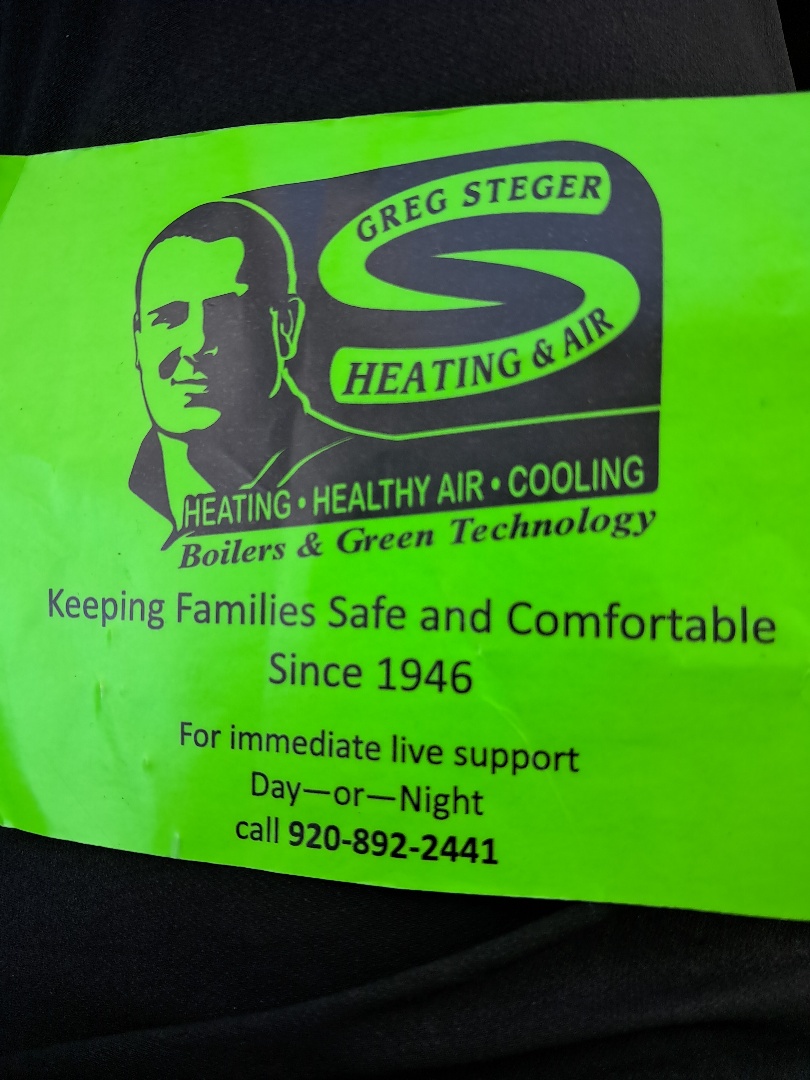 GREG STEGER
HEATING & AIR
HEATING • HEALTHY AIR • COOLING
Boilers & Green Technology
Keeping Families Safe and Comfortable
Since 1946
For immediate live support
Day—or—Night
call 920-892-2441